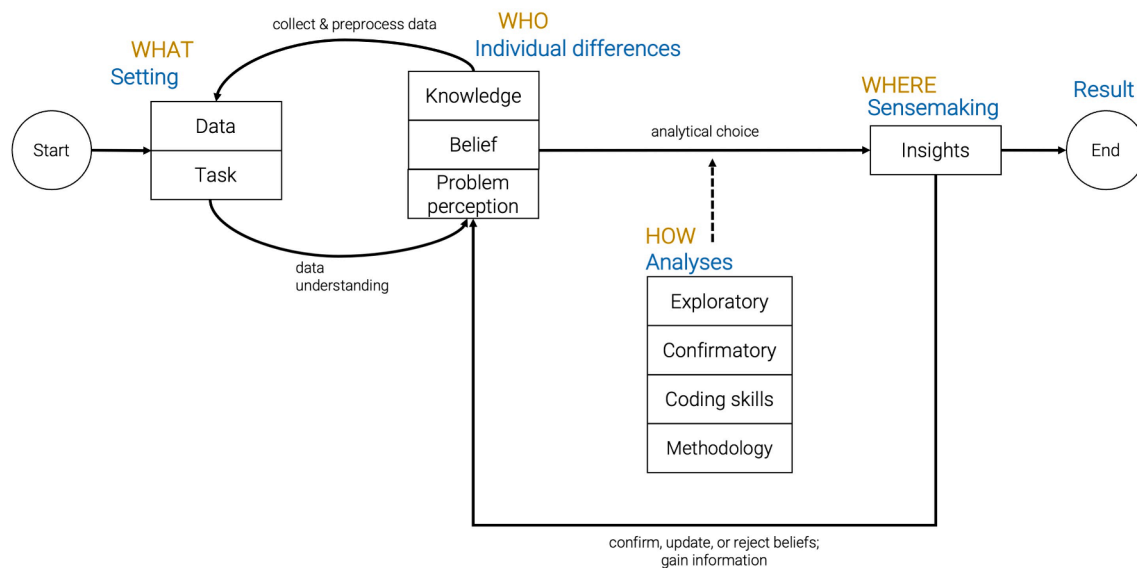 collect & preprocess data
WHO
Individual differences
WHAT
Setting
Knowledge
Belief
Problem
perception
Data
Task
Start
data
understanding
analytical choice
WHERE
Sensemaking
Insights
Result
End
HOW
Analyses
Exploratory
Confirmatory
Coding skills
Methodology
confirm, update, or reject beliefs;
gain information